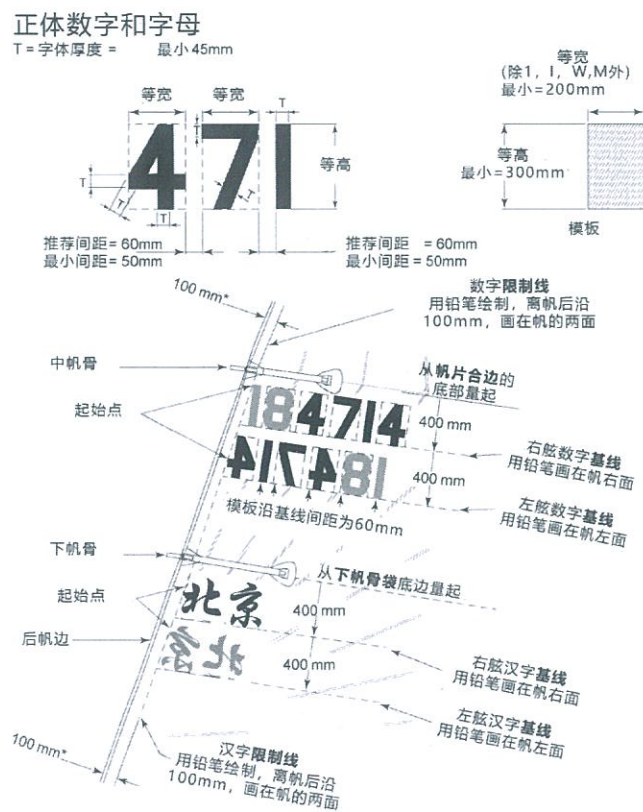 正体数字和字母
T = 字体厚度 = 最小 45mm
等宽
(除1, I, W,M外)
最小=200mm
等宽 等宽 T
4 7 1
T
T
T
T
T
等高
等高
最小=300mm
模板
推荐间距=60mm
最小间距=50mm
推荐间距 =60mm
最小间距=50mm
100 mm*
数字限制线
用铅笔绘制, 离帆后沿
100mm, 画在帆的两面
中帆骨
从帆片合边的
底部量起
起始点
184714
400 mm
右舷数字基线
用铅笔画在帆右面
400 mm
左舷数字基线
用铅笔画在帆左面
模板沿基线间距为60mm
下帆骨
从下帆骨袋底边量起
起始点
北京
400 mm
后帆边
北京
400 mm
右舷汉字基线
用铅笔画在帆右面
左舷汉字基线
用铅笔画在帆左面
100 mm*
汉字限制线
用铅笔绘制, 离帆后沿
100mm, 画在帆的两面